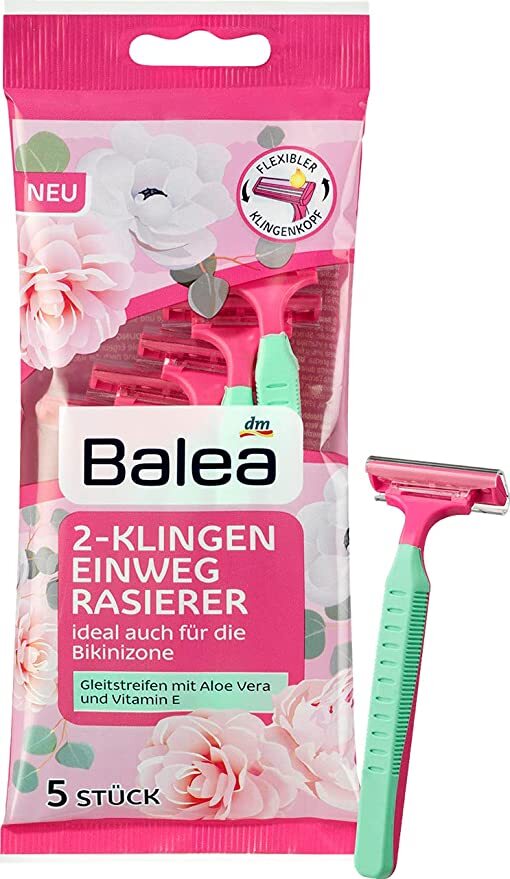 NEU
FLEXIBLER
KLINGENKOPF
dm
Balea
2-KLINGEN
EINWEG
RASIERER
ideal auch für die
Bikinizone
Gleitstreifen mit Aloe Vera
und Vitamin E
5 STÜCK